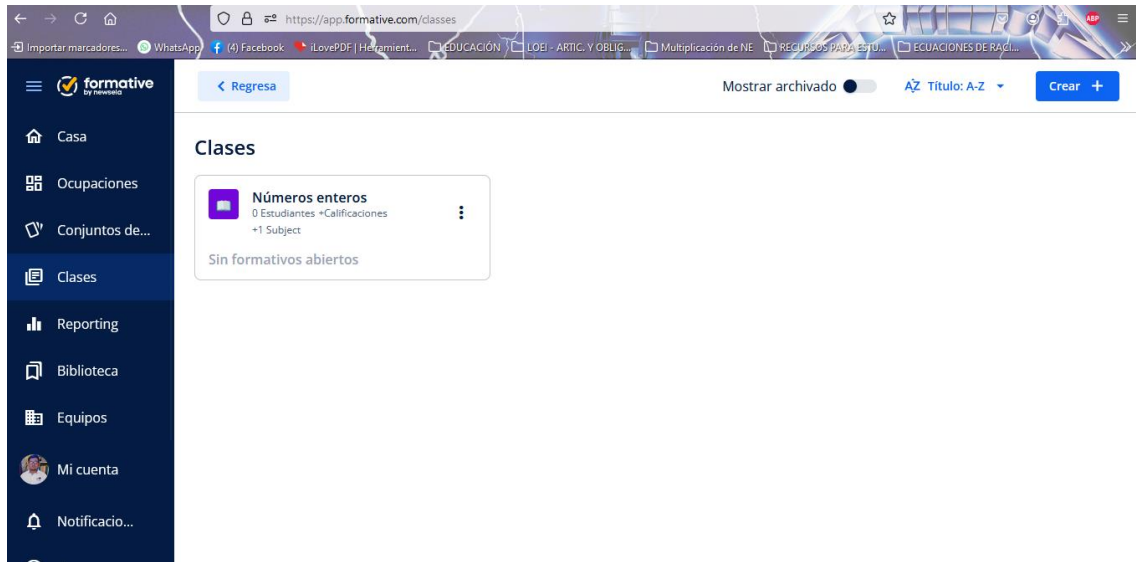 https://app.formative.com/classes
Importar marcadores... WhatsApp (4) Facebook iLovePDF | Herramient... EDUCACIÓN LOEI - ARTIC. Y OBLIG... Multiplicación de NE RECURSOS PARA ESTU... ECUACIONES DE RACI...
formative
by newsela
Regresa
Mostrar archivado
AZ Título: A-Z
Crear +
Casa
Ocupaciones
Conjuntos de...
Clases
Reporting
Biblioteca
Equipos
Mi cuenta
Notificacio...
Clases
Números enteros
0 Estudiantes •Calificaciones
+1 Subject
Sin formativos abiertos
ABP